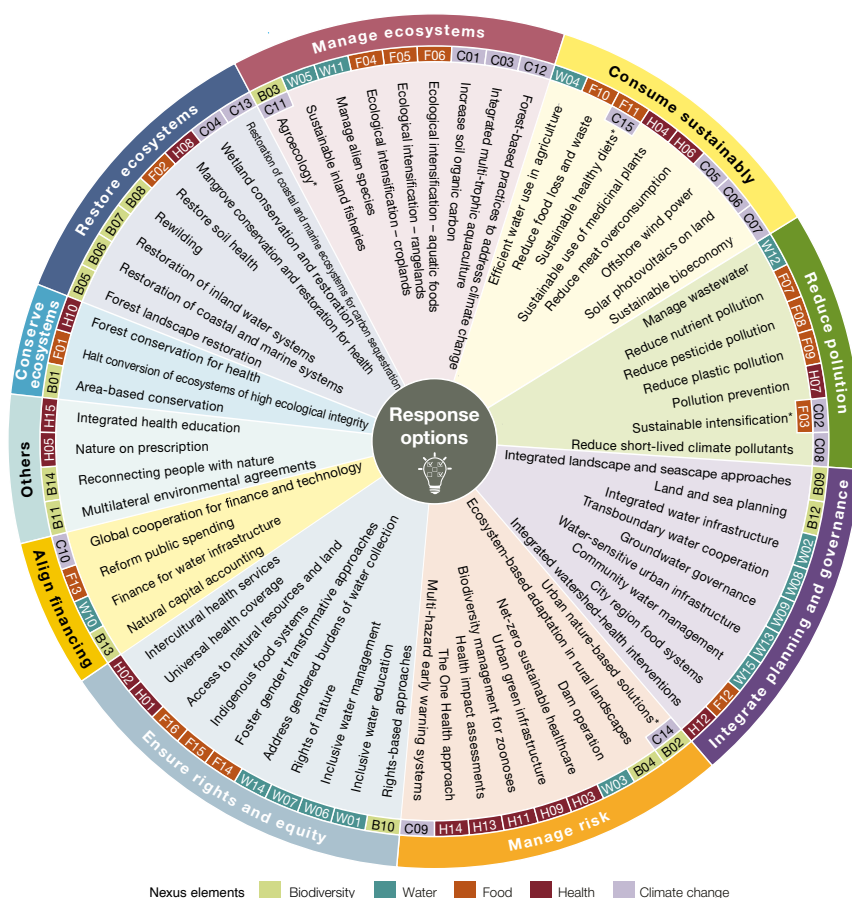 Manage ecosystems
B03
C11
W05
W11
F04
F05
F06
C01
C03
C12
Agroecology*
Sustainable inland fisheries
Manage alien species
Ecological intensification – croplands
Ecological intensification – rangelands
Ecological intensification – aquatic foods
Increase soil organic carbon
Integrated multi-trophic aquaculture
Forest-based practices to address climate change
Consume sustainably
W04
F10
F11
C15
H04
H06
C05
C06
C07
Efficient water use in agriculture
Reduce food loss and waste
Sustainable healthy diets*
Sustainable use of medicinal plants
Reduce meat overconsumption
Offshore wind power
Solar photovoltaics on land
Sustainable bioeconomy
Reduce pollution
W12
F07
F08
F09
H07
C02
F03
C08
Manage wastewater
Reduce nutrient pollution
Reduce pesticide pollution
Reduce plastic pollution
Pollution prevention
Sustainable intensification*
Reduce short-lived climate pollutants
Integrate planning and governance
B09
B12
W02
W08
W09
W13
W15
F12
H12
Integrated landscape and seascape approaches
Land and sea planning
Integrated water infrastructure
Transboundary water cooperation
Groundwater governance
Water-sensitive urban infrastructure
Community water management
City region food systems
Integrated watershed-health interventions
Manage risk
B02
C14
B04
W03
H03
H09
H11
H13
H14
C09
Urban nature-based solutions*
Ecosystem-based adaptation in rural landscapes
Dam operation
Net-zero sustainable healthcare
Urban green infrastructure
Biodiversity management for zoonoses
Health impact assessments
The One Health approach
Multi-hazard early warning systems
Ensure rights and equity
B10
W01
W06
W07
W14
F14
F15
F16
H01
H02
Rights-based approaches
Inclusive water education
Inclusive water management
Rights of nature
Address gendered burdens of water collection
Foster gender transformative approaches
Indigenous food systems
Access to natural resources and land
Universal health coverage
Intercultural health services
Align financing
B13
W10
F13
C10
Natural capital accounting
Finance for water infrastructure
Reform public spending
Global cooperation for finance and technology
Others
B11
B14
H05
H15
Multilateral environmental agreements
Reconnecting people with nature
Nature on prescription
Integrated health education
Conserve
ecosystems
B01
F01
H10
Area-based conservation
Halt conversion of ecosystems of high ecological integrity
Forest conservation for health
Restore ecosystems
B05
B06
B07
B08
F02
H08
C04
C13
Forest landscape restoration
Restoration of coastal and marine systems
Restoration of inland water systems
Rewilding
Restore soil health
Mangrove conservation and restoration for health
Wetland conservation and restoration
Restoration of coastal and marine ecosystems for carbon sequestration
Response
options
Nexus elements
Biodiversity
Water
Food
Health
Climate change